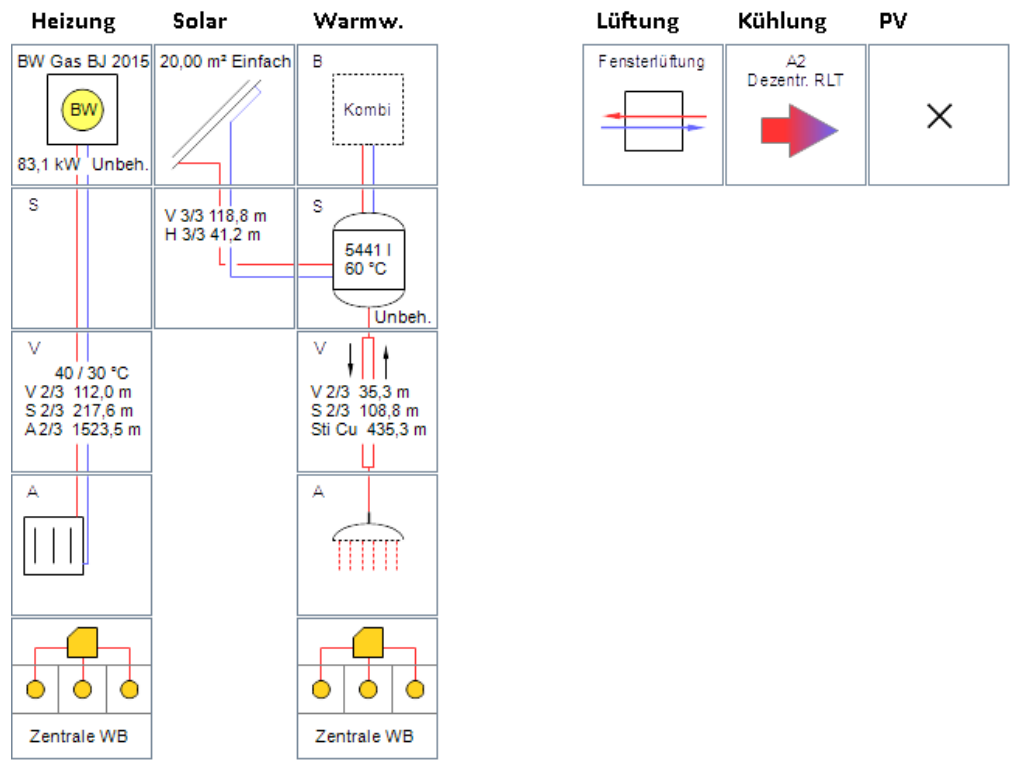 Heizung
Solar
Warmw.
Lüftung
Kühlung
PV
BW Gas BJ 2015
BW
83,1 kW Unbeh.
20,00 m² Einfach
B
Kombi
Fensterlüftung
A2
Dezentr. RLT
S
V 3/3 118,8 m
H 3/3 41,2 m
S
5441 l
60 °C
Unbeh.
V
40 / 30 °C
V 2/3 112,0 m
S 2/3 217,6 m
A 2/3 1523,5 m
V
V 2/3 35,3 m
S 2/3 108,8 m
Sti Cu 435,3 m
A
A
Zentrale WB
Zentrale WB